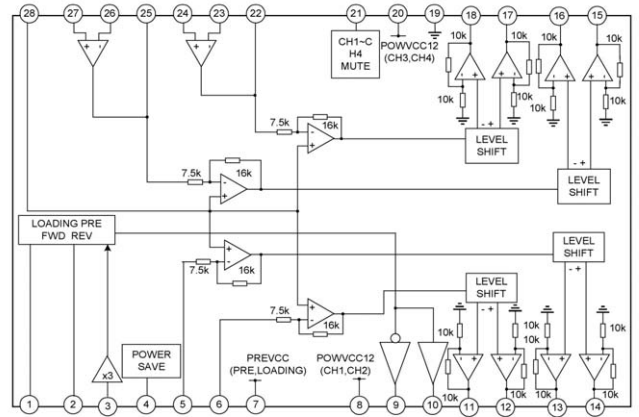 28 27 26 25 24 23 22 21 20 19 18 17 16 15
CH1~C
H4
MUTE
POWVCC12
(CH3,CH4)
10k 10k 10k 10k
10k 10k 10k 10k
- + - +
LEVEL
SHIFT
LEVEL
SHIFT
7.5k 16k
7.5k 16k
LOADING PRE
FWD REV
7.5k 16k
7.5k 16k
LEVEL
SHIFT
- +
LEVEL
SHIFT
- +
x3
POWER
SAVE
PREVCC
(PRE,LOADING)
POWVCC12
(CH1,CH2)
10k 10k 10k 10k
10k 10k 10k 10k
1 2 3 4 5 6 7 8 9 10 11 12 13 14